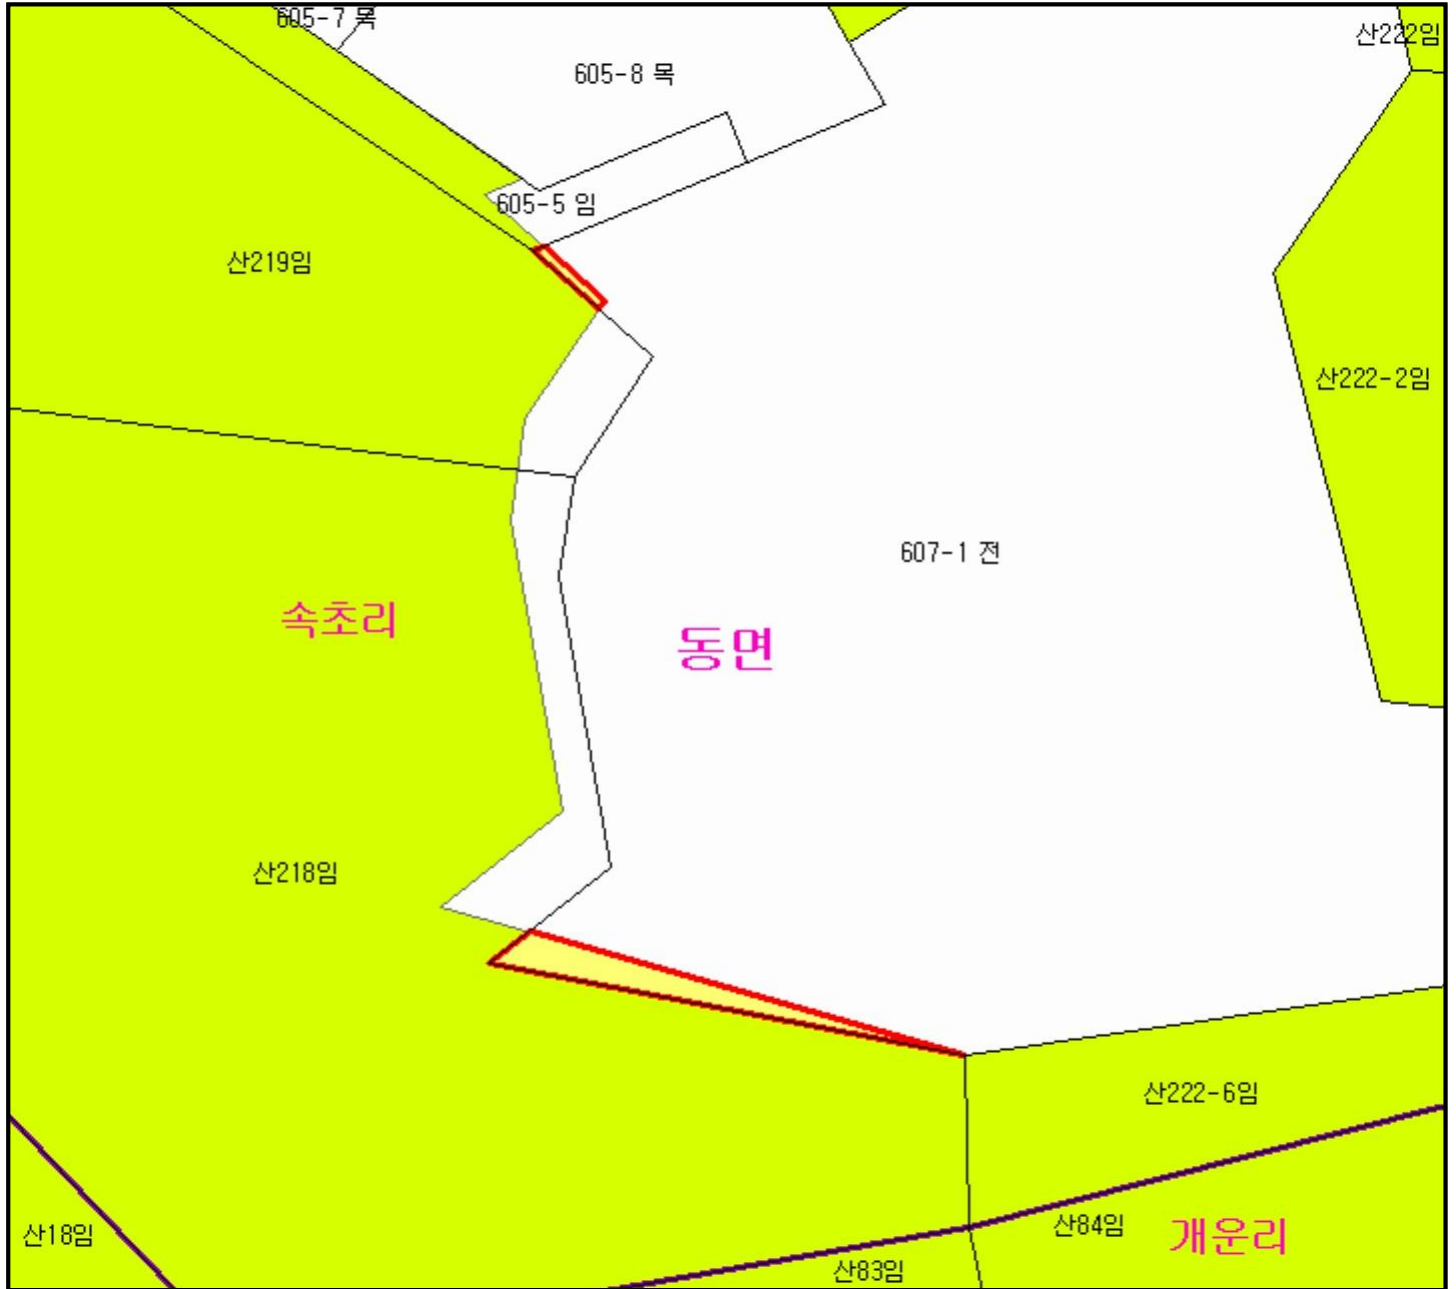 605-7 목
605-8 목
산222임
605-5 임
산219임
산222-2임
607-1 전
속초리
동면
산218임
산222-6임
산18임
산84임
개운리
산83임